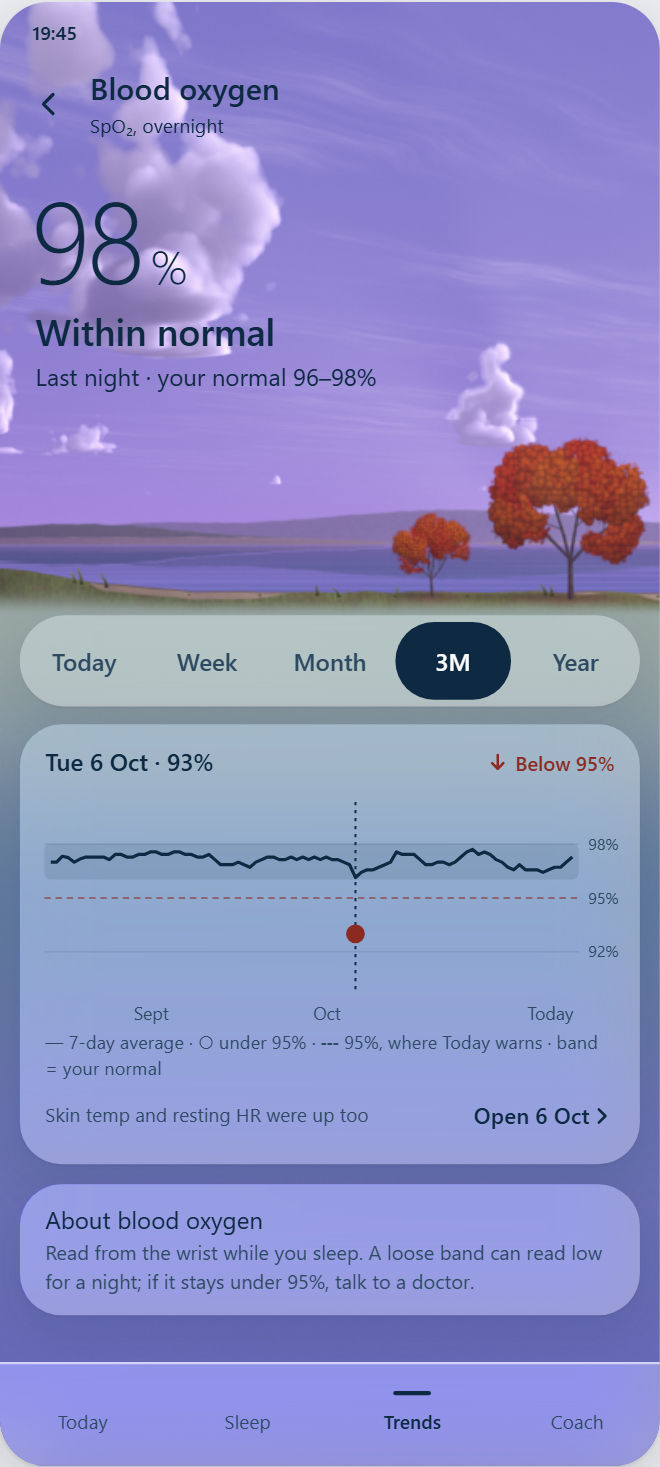 19:45
Blood oxygen
SpO₂, overnight
98 %
Within normal
Last night · your normal 96–98%
Today Week Month 3M Year
Tue 6 Oct · 93% ↓ Below 95%
98%
95%
92%
Sept Oct Today
— 7-day average · ○ under 95% · --- 95%, where Today warns · band
= your normal
Skin temp and resting HR were up too Open 6 Oct >
About blood oxygen
Read from the wrist while you sleep. A loose band can read low
for a night; if it stays under 95%, talk to a doctor.
Today Sleep Trends Coach